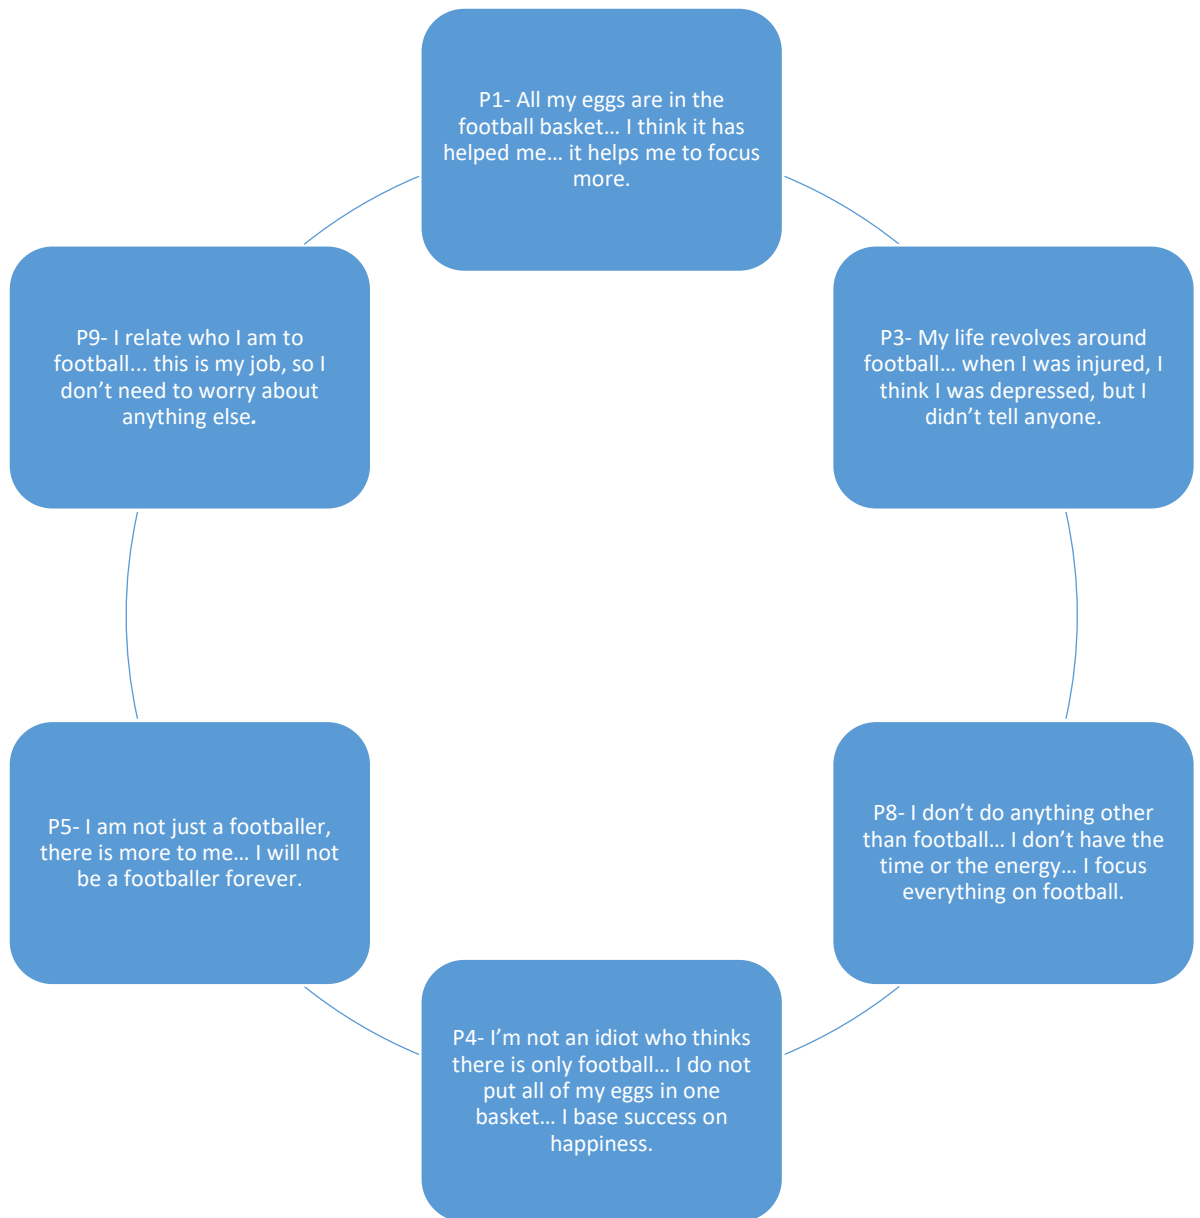 P1- All my eggs are in the
football basket… I think it has
helped me… it helps me to focus
more.
P3- My life revolves around
football… when I was injured, I
think I was depressed, but I
didn’t tell anyone.
P8- I don’t do anything other
than football… I don’t have the
time or the energy… I focus
everything on football.
P4- I’m not an idiot who thinks
there is only football… I do not
put all of my eggs in one
basket… I base success on
happiness.
P5- I am not just a footballer,
there is more to me… I will not
be a footballer forever.
P9- I relate who I am to
football... this is my job, so I
don’t need to worry about
anything else.